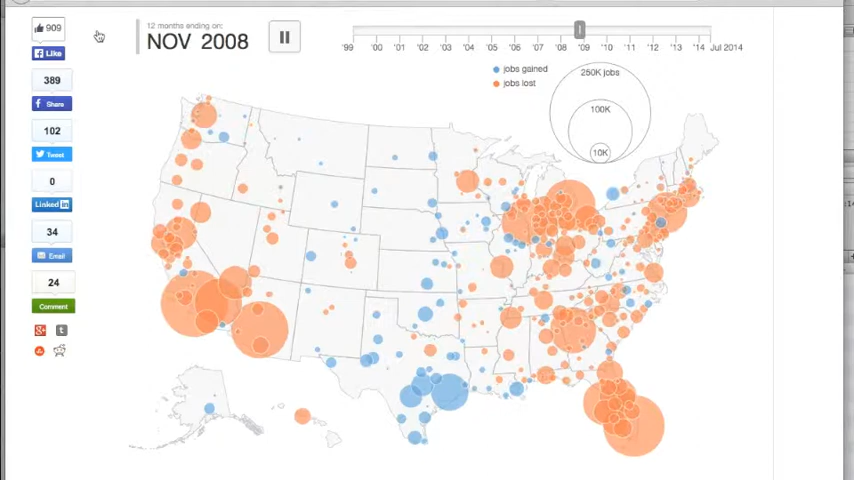 909
Like
389
Share
102
Tweet
0
Linked in
34
Email
24
Comment
12 months ending on:
NOV 2008
'99 '00 '01 '02 '03 '04 '05 '06 '07 '08 '09 '10 '11 '12 '13 '14 Jul 2014
jobs gained
jobs lost
250K jobs
100K
10K